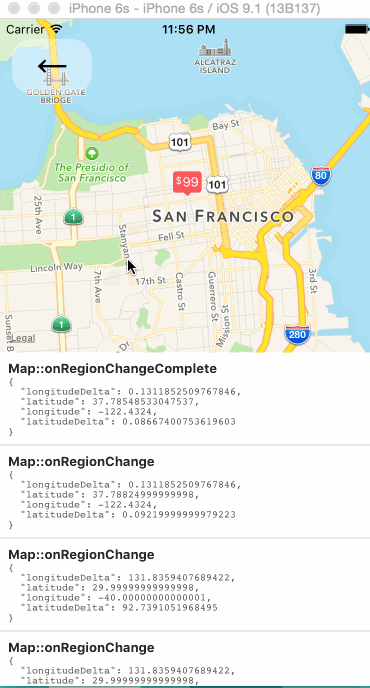 iPhone 6s - iPhone 6s / iOS 9.1 (13B137)
Carrier 11:56 PM
ALCATRAZ
ISLAND
GOLDEN GATE
BRIDGE
Bay St
101
The Presidio of
San Francisco
80
$99
101
25th Ave
1
SAN FRANCISCO
Stanyan
Fell St
Lincoln Way
7th Ave
17th St
Castro St
Guerrero St
Mission St
3rd St
1
280
Sunset B
Legal
Map::onRegionChangeComplete
{
"longitudeDelta": 0.1311852509767846,
"latitude": 37.78548533047537,
"longitude": -122.4324,
"latitudeDelta": 0.08667400753619603
}
Map::onRegionChange
{
"longitudeDelta": 0.1311852509767846,
"latitude": 37.78824999999998,
"longitude": -122.4324,
"latitudeDelta": 0.09219999999979223
}
Map::onRegionChange
{
"longitudeDelta": 131.8359407689422,
"latitude": 29.99999999999998,
"longitude": -40.00000000000001,
"latitudeDelta": 92.7391051968495
}
Map::onRegionChange
{
"longitudeDelta": 131.8359407689422,
"latitude": 29.99999999999998,